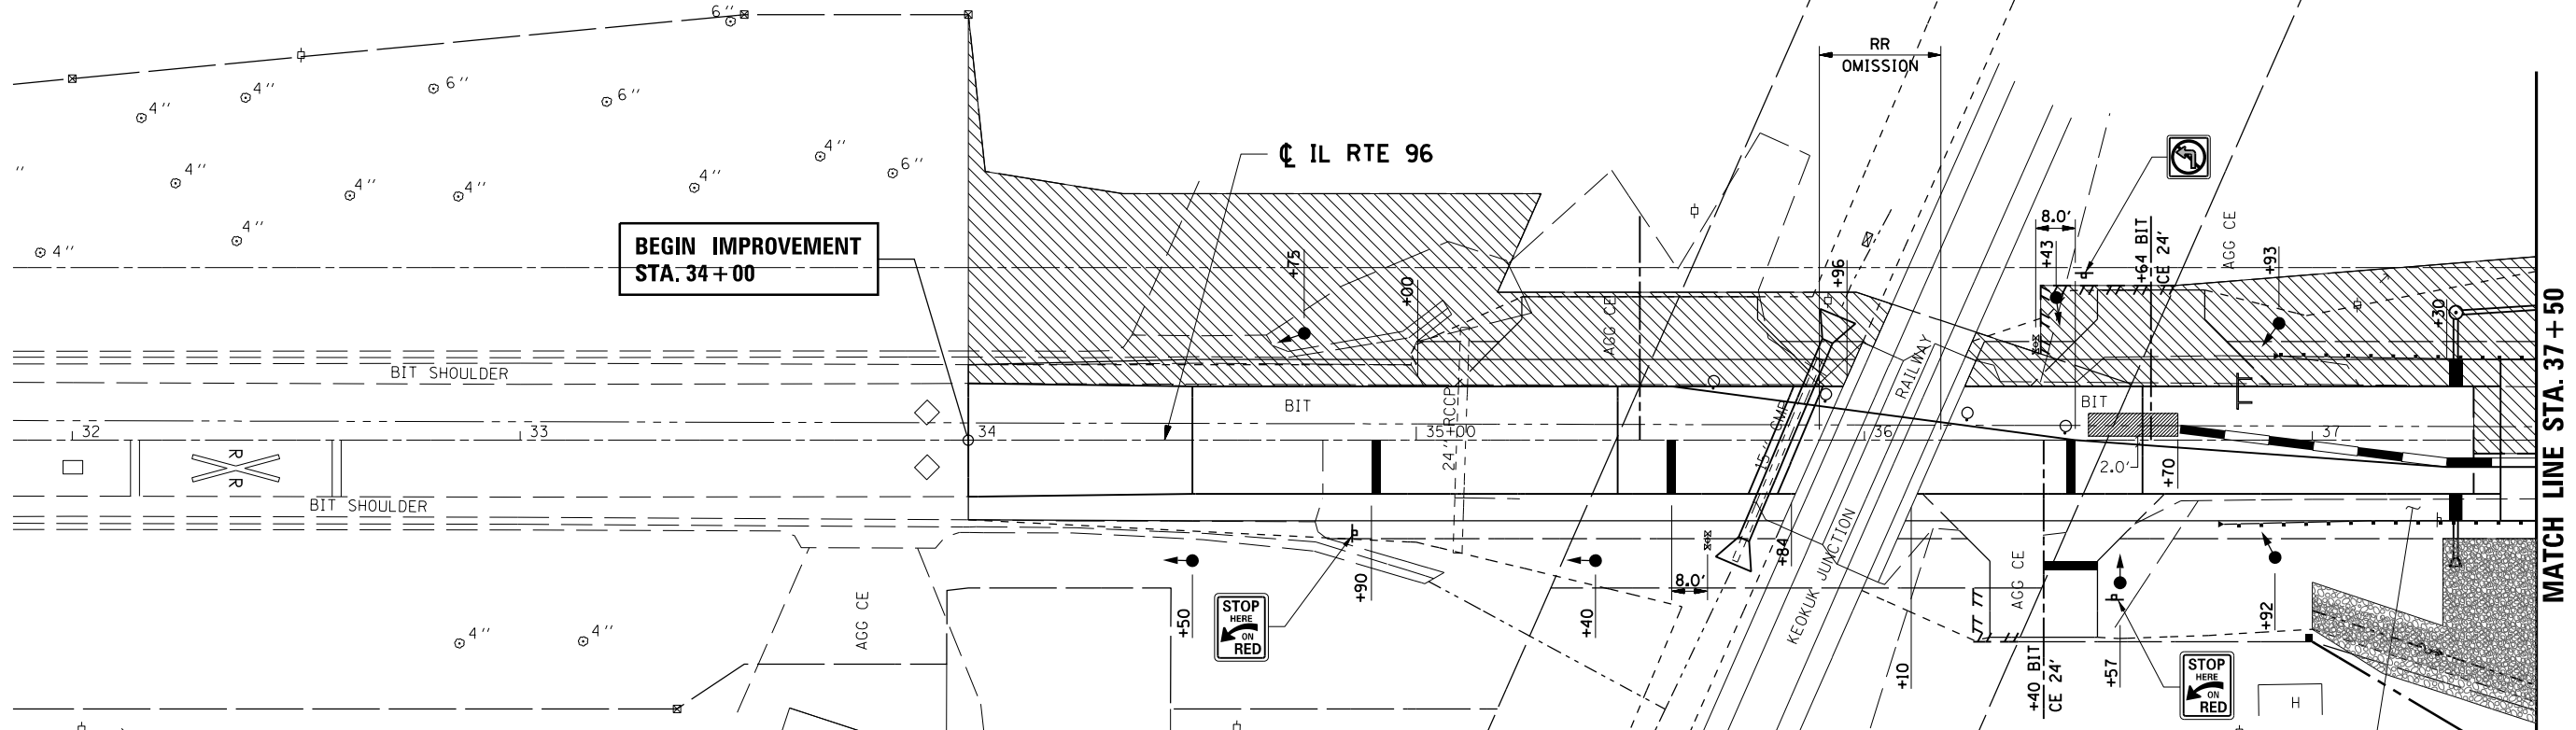 6"
4"
4"
6"
6"
"
4"
4"
4"
4"
4"
6"
4"
4"
RR
OMISSION
℄ IL RTE 96
BEGIN IMPROVEMENT
STA. 34+00
+75
+00
AGG CE
+96
8.0'
+43
+64 BIT
CE 24'
AGG CE
+93
+30
MATCH LINE STA. 37+50
BIT SHOULDER
BIT
24" RCCP
15" CMP
RAILWAY
BIT
32
33
34
35+00
36
37
R
R
2.0'
+70
BIT SHOULDER
KEOKUK JUNCTION
+84
8.0'
+90
+50
+40
+10
AGG CE
AGG CE
+40 BIT
CE 24'
+57
+92
STOP
HERE
ON
RED
STOP
HERE
ON
RED
4"
4"
H